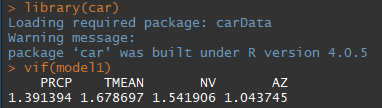 > library(car)
Loading required package: carData
Warning message:
package ‘car’ was built under R version 4.0.5
> vif(model1)
PRCP TMEAN NV AZ
1.391394 1.678697 1.541906 1.043745